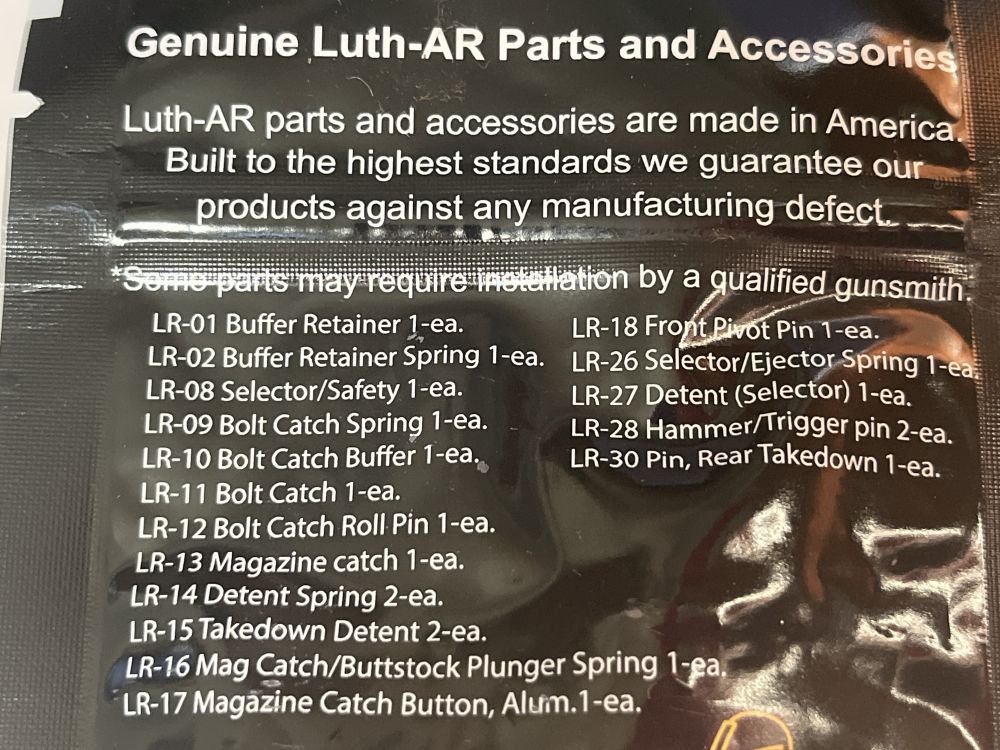 Genuine Luth-AR Parts and Accessories
Luth-AR parts and accessories are made in America.
Built to the highest standards we guarantee our
products against any manufacturing defect.
*Some parts may require installation by a qualified gunsmith.
LR-01 Buffer Retainer 1-ea.
LR-02 Buffer Retainer Spring 1-ea.
LR-08 Selector/Safety 1-ea.
LR-09 Bolt Catch Spring 1-ea.
LR-10 Bolt Catch Buffer 1-ea.
LR-11 Bolt Catch 1-ea.
LR-12 Bolt Catch Roll Pin 1-ea.
LR-13 Magazine catch 1-ea.
LR-14 Detent Spring 2-ea.
LR-15 Takedown Detent 2-ea.
LR-16 Mag Catch/Buttstock Plunger Spring 1-ea.
LR-17 Magazine Catch Button, Alum.1-ea.
LR-18 Front Pivot Pin 1-ea.
LR-26 Selector/Ejector Spring 1-ea.
LR-27 Detent (Selector) 1-ea.
LR-28 Hammer/Trigger pin 2-ea.
LR-30 Pin, Rear Takedown 1-ea.